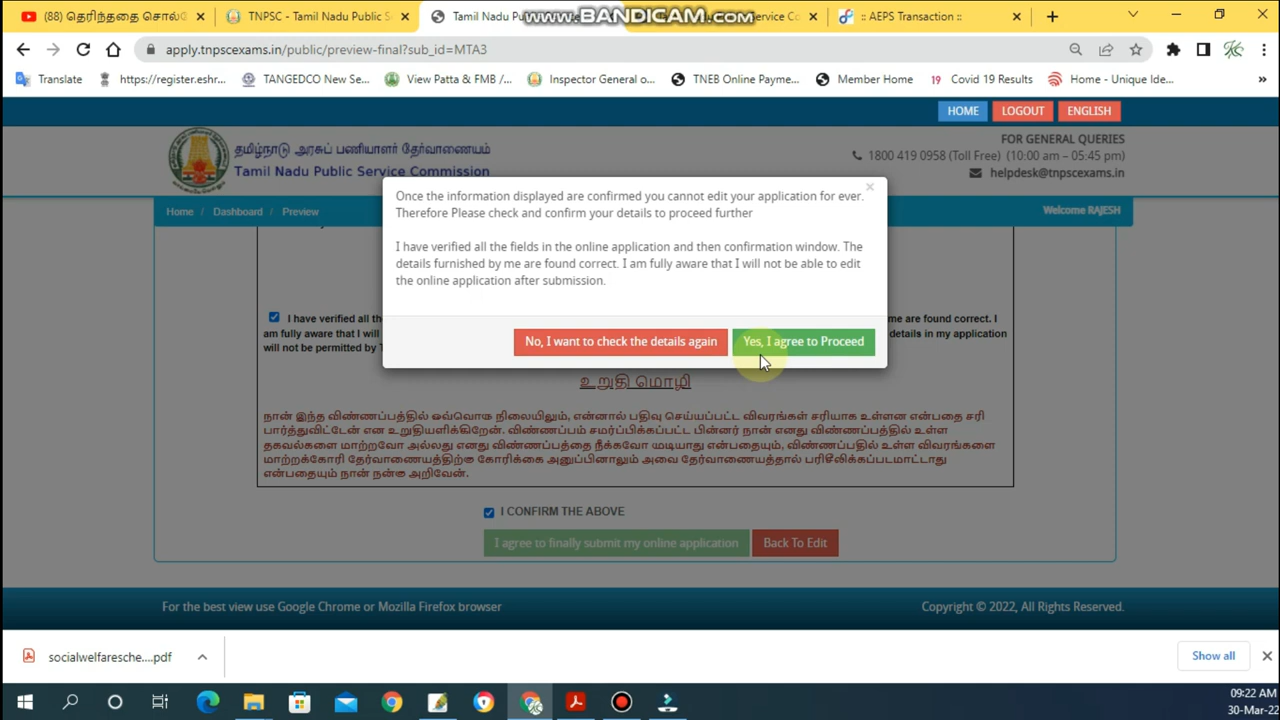 (88) தெரிந்ததை சொல்
TNPSC - Tamil Nadu Public S
Tamil Nadu Pu
www.BANDICAM.com
ervice Co
:: AEPS Transaction ::
apply.tnpscexams.in/public/preview-final?sub_id=MTA3
Translate
https://register.eshr...
TANGEDCO New Se...
View Patta & FMB /...
Inspector General o...
TNEB Online Payme...
Member Home
19 Covid 19 Results
Home - Unique Ide...
HOME
LOGOUT
ENGLISH
தமிழ்நாடு அரசுப் பணியாளர் தேர்வாணையம்
Tamil Nadu Public Service Commission
FOR GENERAL QUERIES
1800 419 0958 (Toll Free) (10:00 am – 05:45 pm)
helpdesk@tnpscexams.in
Home / Dashboard / Preview
Welcome RAJESH
Once the information displayed are confirmed you cannot edit your application for ever.
Therefore Please check and confirm your details to proceed further
I have verified all the fields in the online application and then confirmation window. The
details furnished by me are found correct. I am fully aware that I will not be able to edit
the online application after submission.
No, I want to check the details again
Yes, I agree to Proceed
I have verified all th
me are found correct. I
am fully aware that I will
details in my application
will not be permitted by T
உறுதி மொழி
நான் இந்த விண்ணப்பத்தில் ஒவ்வொரு நிலையிலும், என்னால் பதிவு செய்யப்பட்ட விவரங்கள் சரியாக உள்ளன என்பதை சரி
பார்த்துவிட்டேன் என உறுதியளிக்கிறேன். விண்ணப்பம் சமர்ப்பிக்கப்பட்ட பின்னர் நான் எனது விண்ணப்பத்தில் உள்ள
தகவல்களை மாற்றவோ அல்லது எனது விண்ணப்பத்தை நீக்கவோ முடியாது என்பதையும், விண்ணப்பதில் உள்ள விவரங்களை
மாற்றக்கோரி தேர்வாணையத்திற்கு கோரிக்கை அனுப்பினாலும் அவை தேர்வாணையத்தால் பரிசீலிக்கப்படமாட்டாது
என்பதையும் நான் நன்கு அறிவேன்.
I CONFIRM THE ABOVE
I agree to finally submit my online application
Back To Edit
For the best view use Google Chrome or Mozilla Firefox browser
Copyright © 2022, All Rights Reserved.
socialwelfaresche....pdf
Show all
09:22 AM
30-Mar-22